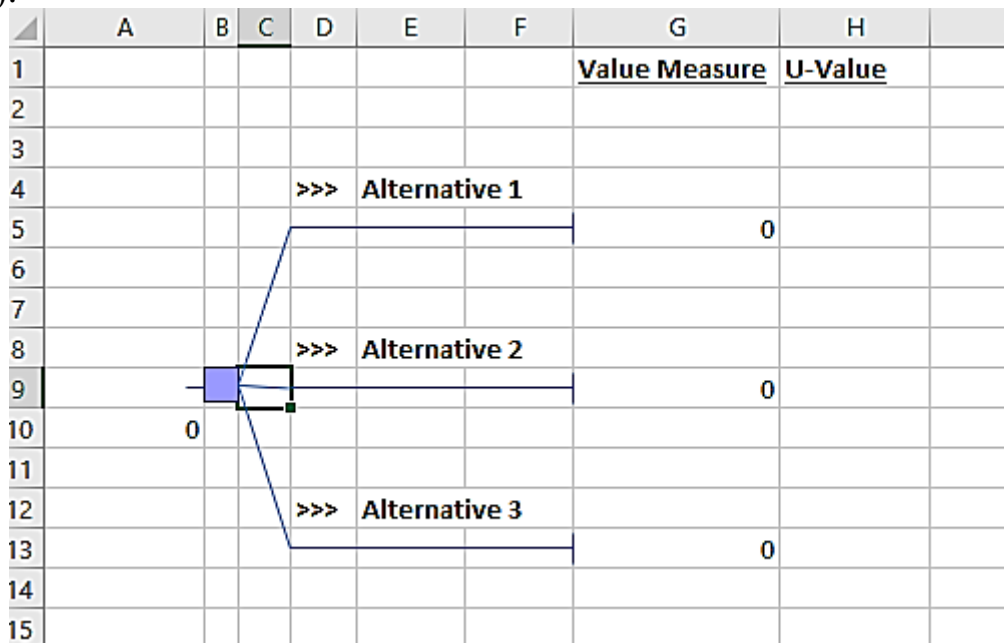 ).
A B C D E F G H
1 Value Measure U-Value
2
3
4 >>> Alternative 1
5 0
6
7
8 >>> Alternative 2
9 0
10 0
11
12 >>> Alternative 3
13 0
14
15